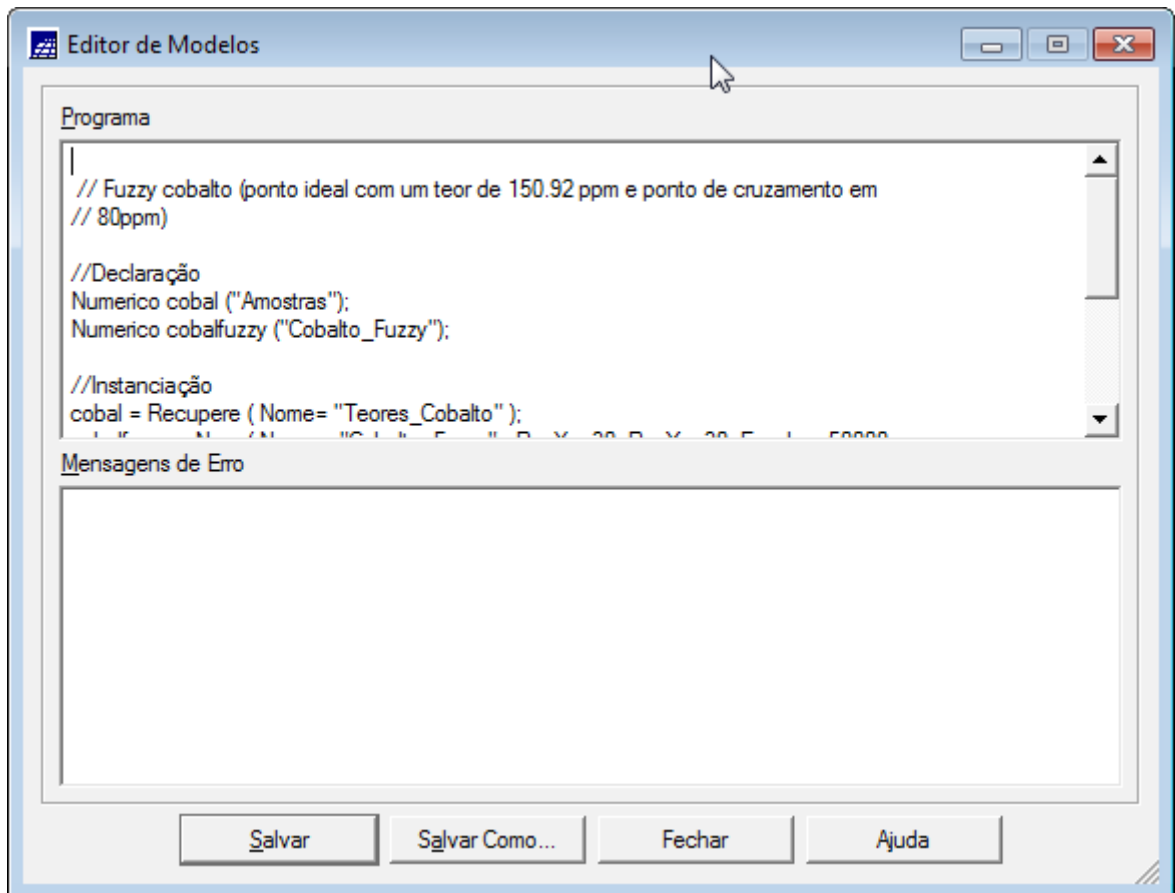 Editor de Modelos
Programa
// Fuzzy cobalto (ponto ideal com um teor de 150.92 ppm e ponto de cruzamento em
// 80ppm)
//Declaração
Numerico cobal ("Amostras");
Numerico cobalfuzzy ("Cobalto_Fuzzy");
//Instanciação
cobal = Recupere ( Nome= "Teores_Cobalto" );
Mensagens de Erro
Salvar Salvar Como... Fechar Ajuda